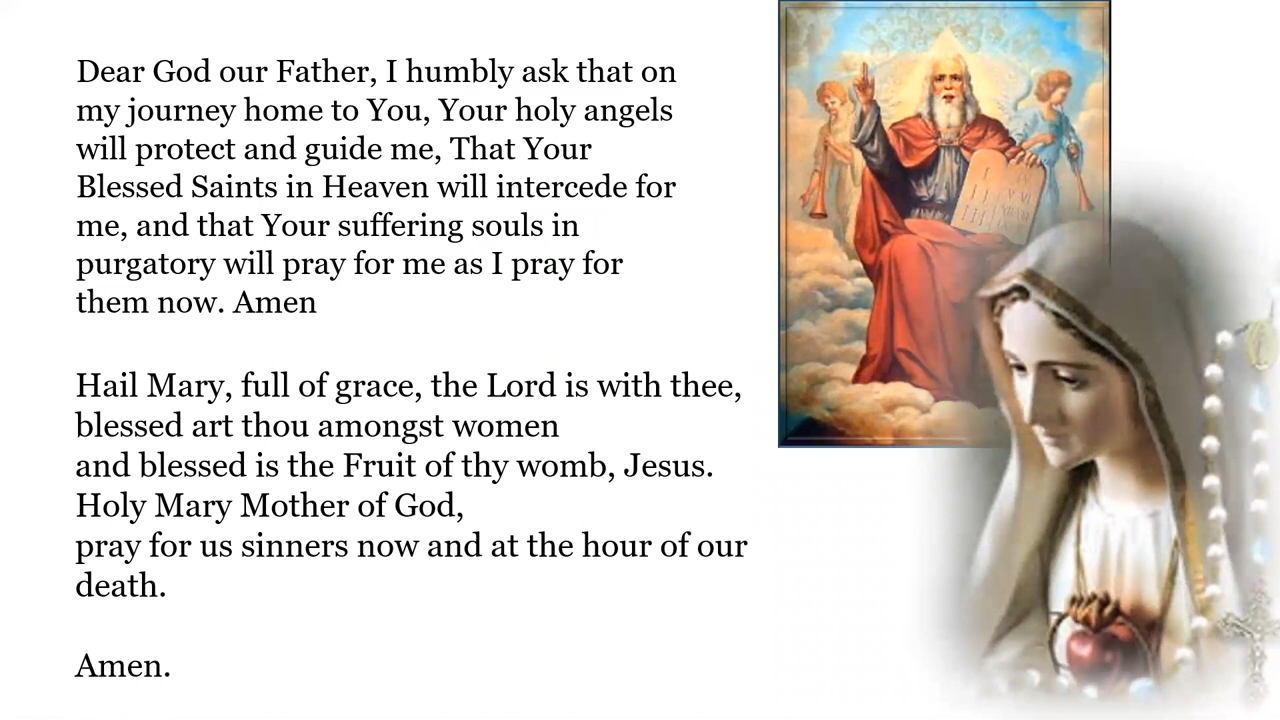 Dear God our Father, I humbly ask that on
my journey home to You, Your holy angels
will protect and guide me, That Your
Blessed Saints in Heaven will intercede for
me, and that Your suffering souls in
purgatory will pray for me as I pray for
them now. Amen
Hail Mary, full of grace, the Lord is with thee,
blessed art thou amongst women
and blessed is the Fruit of thy womb, Jesus.
Holy Mary Mother of God,
pray for us sinners now and at the hour of our
death.
Amen.